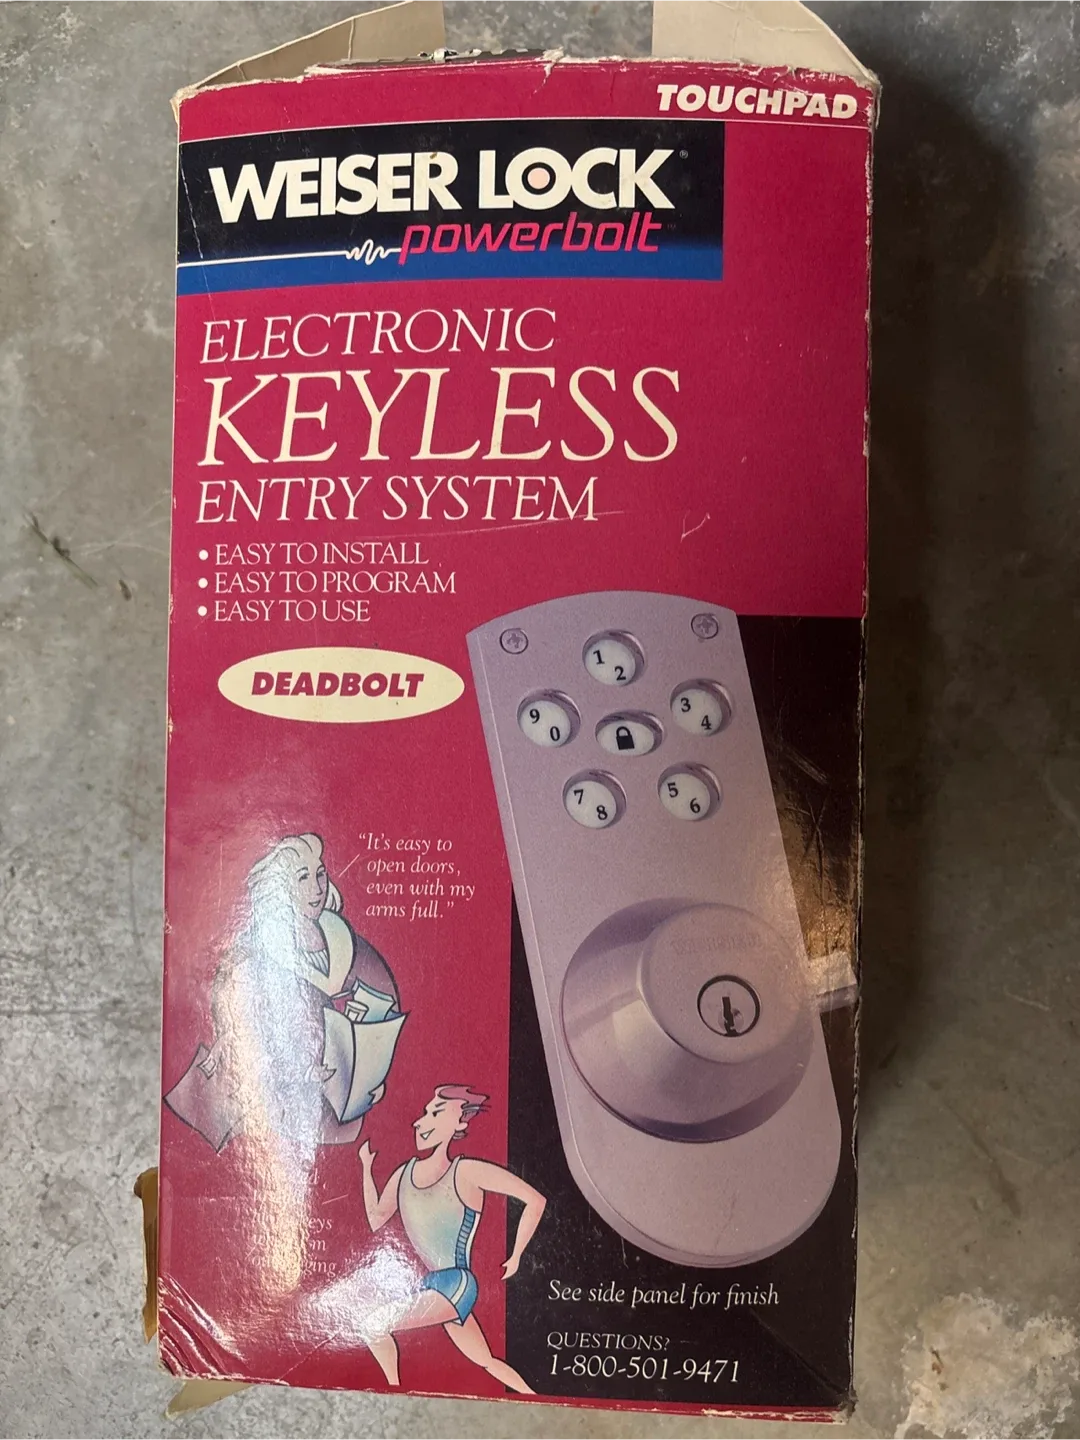 TOUCHPAD
WEISER LOCK®
powerbolt™
ELECTRONIC
KEYLESS
ENTRY SYSTEM
• EASY TO INSTALL
• EASY TO PROGRAM
• EASY TO USE
DEADBOLT
1 2
9 0
3 4
7 8
5 6
"It's easy to
open doors,
even with my
arms full."
See side panel for finish
QUESTIONS?
1-800-501-9471